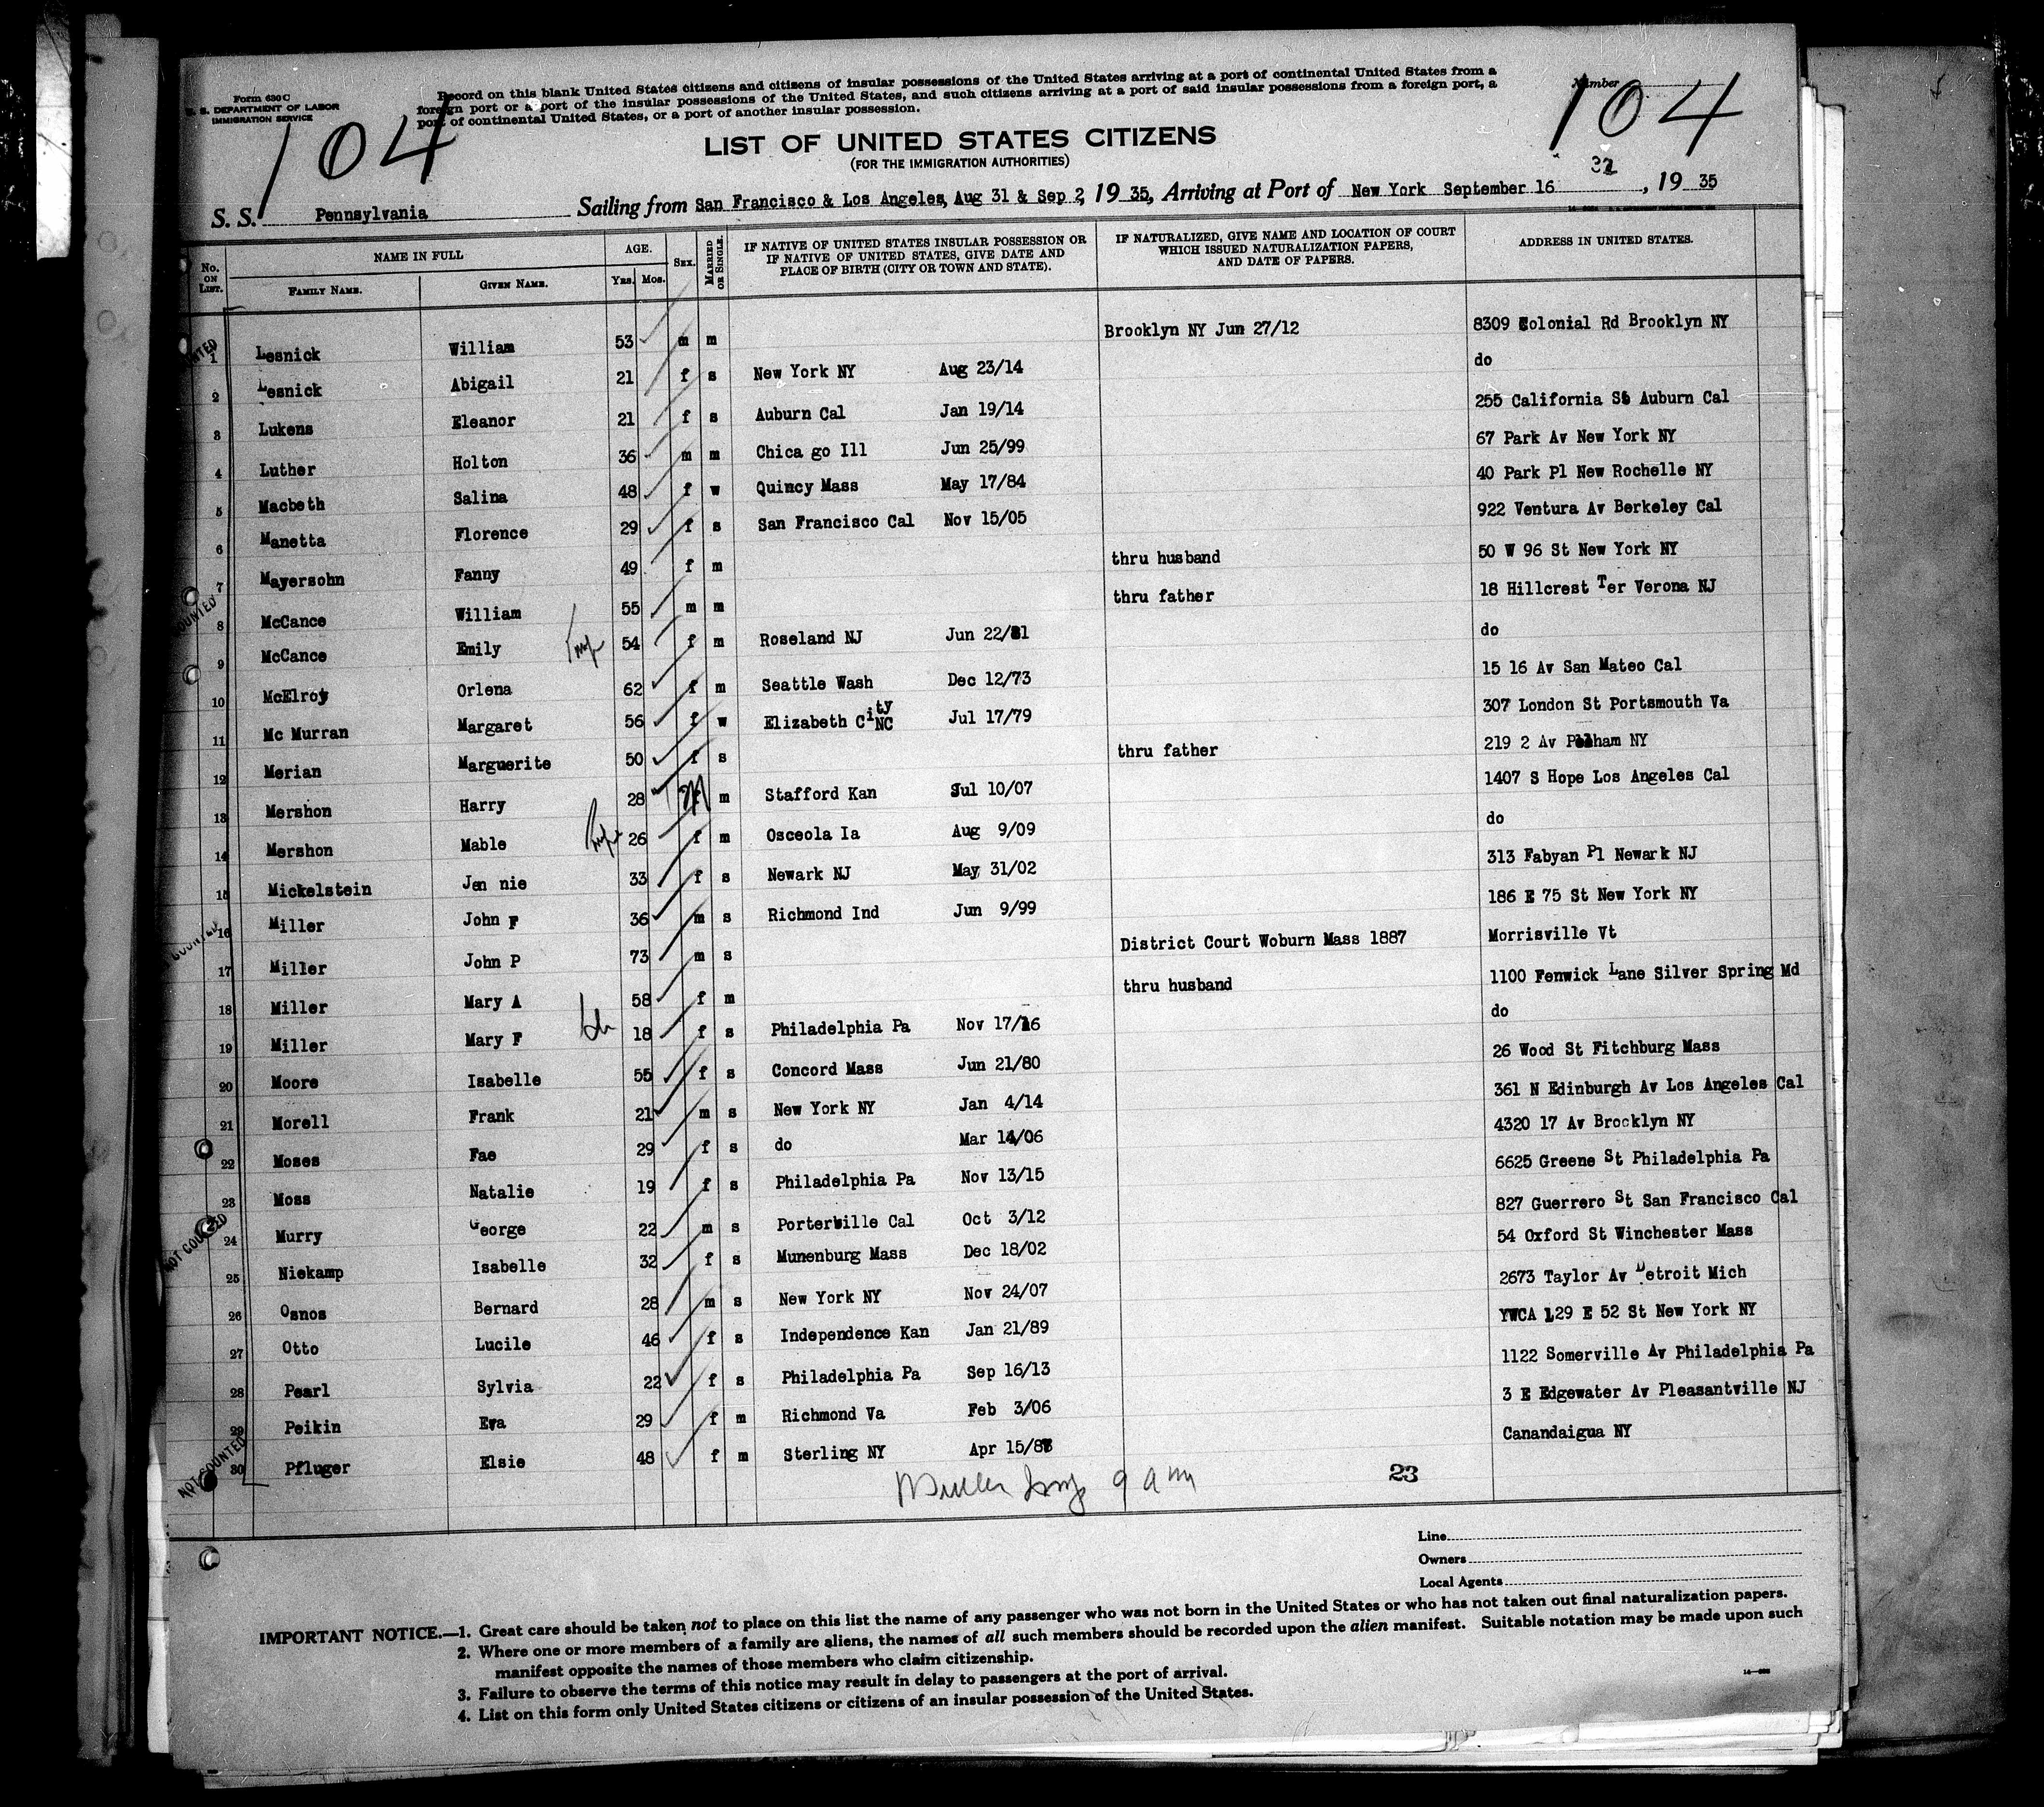 Form 630 C
U. S. DEPARTMENT OF LABOR
IMMIGRATION SERVICE
104
Record on this blank United States citizens and citizens of insular possessions of the United States arriving at a port of continental United States from a
foreign port or a port of the insular possessions of the United States, and such citizens arriving at a port of said insular possessions from a foreign port, a
port of continental United States, or a port of another insular possession.
Number
104
LIST OF UNITED STATES CITIZENS
(FOR THE IMMIGRATION AUTHORITIES)
32
S. S. Pennsylvania Sailing from San Francisco & Los Angeles, Aug 31 & Sep 2, 19 35, Arriving at Port of New York September 16, 19 35
No. ON LIST. NAME IN FULL FAMILY NAME. GIVEN NAME. AGE. YRS. MOS. SEX. MARRIED OR SINGLE. IF NATIVE OF UNITED STATES INSULAR POSSESSION OR IF NATIVE OF UNITED STATES, GIVE DATE AND PLACE OF BIRTH (CITY OR TOWN AND STATE). IF NATURALIZED, GIVE NAME AND LOCATION OF COURT WHICH ISSUED NATURALIZATION PAPERS, AND DATE OF PAPERS. ADDRESS IN UNITED STATES.
1 Lesnick William 53 m m Brooklyn NY Jun 27/12 8309 Colonial Rd Brooklyn NY
2 Lesnick Abigail 21 f s New York NY Aug 23/14 do
3 Lukens Eleanor 21 f s Auburn Cal Jan 19/14 255 California St Auburn Cal
4 Luther Holton 36 m m Chica go Ill Jun 25/99 67 Park Av New York NY
5 Macbeth Salina 48 f w Quincy Mass May 17/84 40 Park Pl New Rochelle NY
6 Manetta Florence 29 f s San Francisco Cal Nov 15/05 922 Ventura Av Berkeley Cal
7 Mayersohn Fanny 49 f m thru husband 50 W 96 St New York NY
8 McCance William 55 m m thru father 18 Hillcrest Ter Verona NJ
9 McCance Emily 54 f m Roseland NJ Jun 22/81 do
10 McElroy Orlena 62 f m Seattle Wash Dec 12/73 15 16 Av San Mateo Cal
11 Mc Murran Margaret 56 f w Elizabeth City NC Jul 17/79 307 London St Portsmouth Va
12 Merian Marguerite 50 f s thru father 219 2 Av Pelham NY
13 Mershon Harry 28 M m Stafford Kan Jul 10/07 1407 S Hope Los Angeles Cal
14 Mershon Mable 26 f m Osceola Ia Aug 9/09 do
15 Mickelstein Jen nie 33 f s Newark NJ May 31/02 313 Fabyan Pl Newark NJ
16 Miller John F 36 m s Richmond Ind Jun 9/99 186 E 75 St New York NY
17 Miller John P 73 m s District Court Woburn Mass 1887 Morrisville Vt
18 Miller Mary A 58 f m thru husband 1100 Fenwick Lane Silver Spring Md
19 Miller Mary F 18 f s Philadelphia Pa Nov 17/16 do
20 Moore Isabelle 55 f s Concord Mass Jun 21/80 26 Wood St Fitchburg Mass
21 Morell Frank 21 m s New York NY Jan 4/14 361 N Edinburgh Av Los Angeles Cal
22 Moses Fae 29 f s do Mar 14/06 4320 17 Av Brooklyn NY
23 Moss Natalie 19 f s Philadelphia Pa Nov 13/15 6625 Greene St Philadelphia Pa
24 Murry George 22 m s Porterville Cal Oct 3/12 827 Guerrero St San Francisco Cal
25 Niekamp Isabelle 32 f s Munenburg Mass Dec 18/02 54 Oxford St Winchester Mass
26 Osnos Bernard 28 m s New York NY Nov 24/07 2673 Taylor Av Detroit Mich
27 Otto Lucile 46 f s Independence Kan Jan 21/89 YWCA 129 E 52 St New York NY
28 Pearl Sylvia 22 f s Philadelphia Pa Sep 16/13 1122 Somerville Av Philadelphia Pa
29 Peikin Eva 29 f m Richmond Va Feb 3/06 3 E Edgewater Av Pleasantville NJ
30 Pfluger Elsie 48 f m Sterling NY Apr 15/87 Canandaigua NY
NOT COUNTED
NOT COUNTED
9 am
23
Line
Owners
Local Agents
IMPORTANT NOTICE.—1. Great care should be taken not to place on this list the name of any passenger who was not born in the United States or who has not taken out final naturalization papers.
2. Where one or more members of a family are aliens, the names of all such members should be recorded upon the alien manifest. Suitable notation may be made upon such
manifest opposite the names of those members who claim citizenship.
3. Failure to observe the terms of this notice may result in delay to passengers at the port of arrival.
4. List on this form only United States citizens or citizens of an insular possession of the United States.